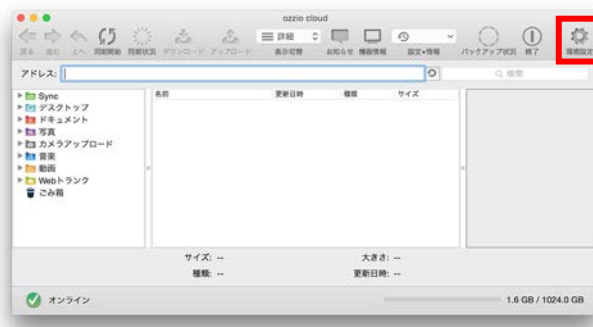 ozzio cloud
戻る 進む 上へ 同期開始 同期状況 ダウンロード アップロード 詳細 表示切替 お知らせ 機器情報 設定・情報 バックアップ状況 終了 環境設定
アドレス: 検索
名前 更新日時 種類 サイズ
Sync
デスクトップ
ドキュメント
写真
カメラアップロード
音楽
動画
Webトランク
ごみ箱
サイズ: -- 大きさ: --
種類: -- 更新日時: --
オンライン 1.6 GB / 1024.0 GB